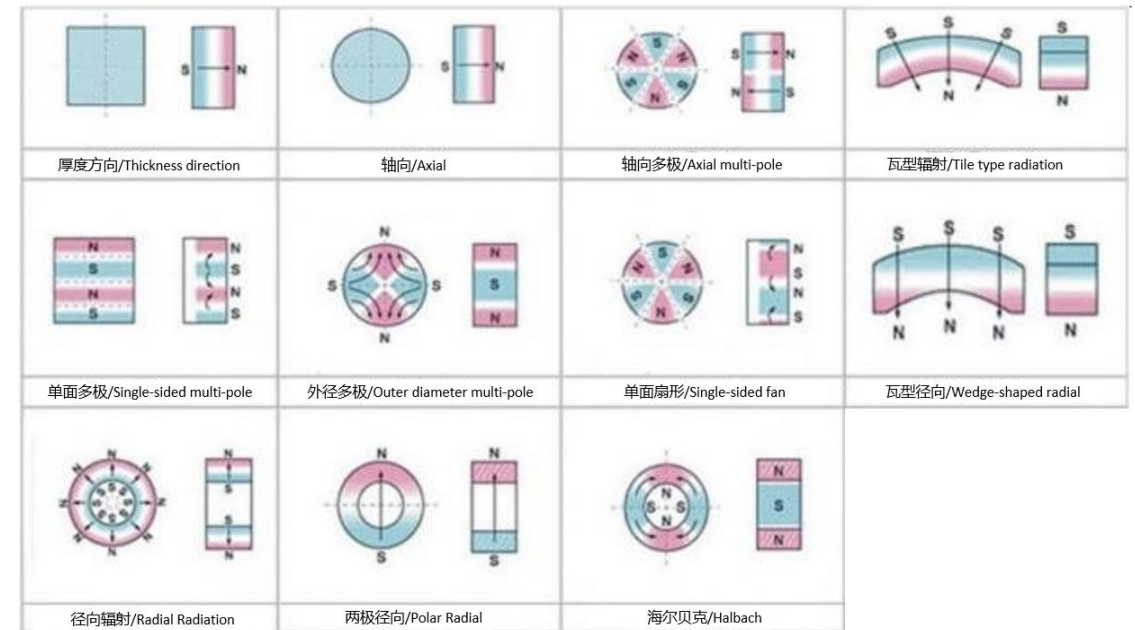 S N
S N
S N N S S N
S N N S
S S S N
S N
厚度方向/Thickness direction
轴向/Axial
轴向多极/Axial multi-pole
瓦型辐射/Tile type radiation
N S N S
N S N S
N S S N
N S N
S N N S S N
N S N S
S S S N N N
S N
单面多极/Single-sided multi-pole
外径多极/Outer diameter multi-pole
单面扇形/Single-sided fan
瓦型径向/Wedge-shaped radial
N N N N N N N N
S S S S S S S S
N S S N
N S
N S
N S S N
N S N
径向辐射/Radial Radiation
两极径向/Polar Radial
海尔贝克/Halbach